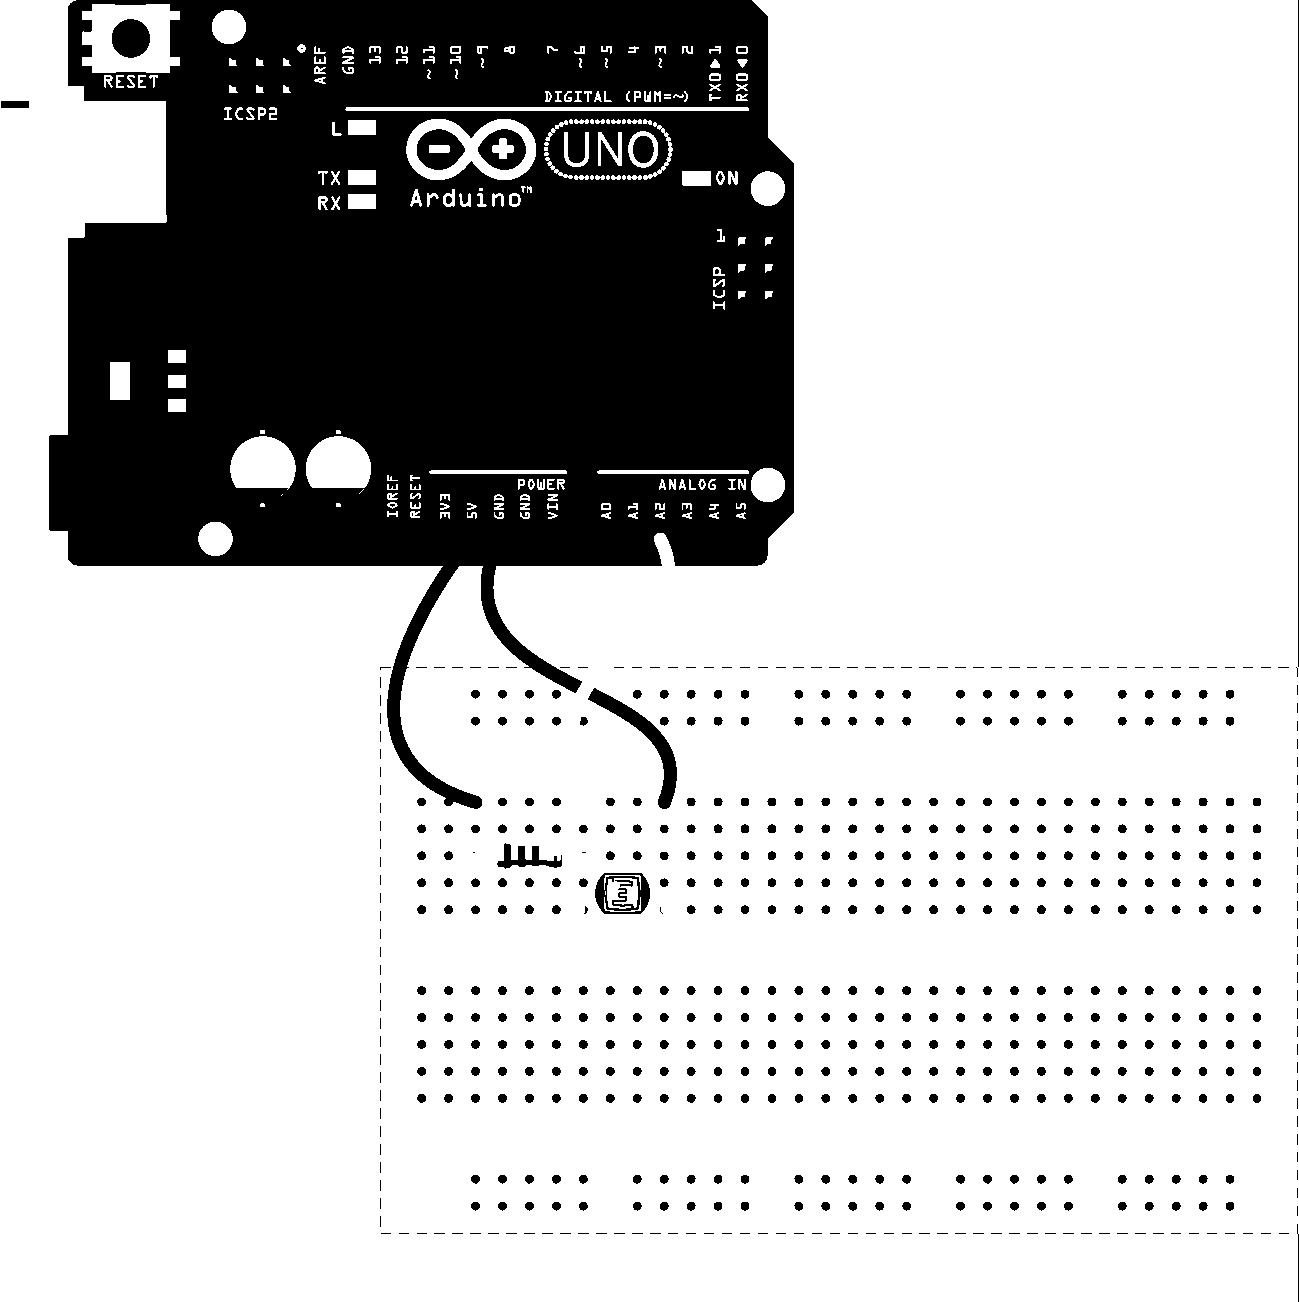 RESET
ICSP2
AREF
GND
13
12
~11
~10
~9
8
7
~6
~5
4
~3
2
TX0▶1
RX0◀0
DIGITAL (PWM=~)
L
TX
RX
UNO
Arduino™
ON
1
ICSP
IOREF
RESET
3V3
5V
GND
GND
VIN
POWER
ANALOG IN
A0
A1
A2
A3
A4
A5